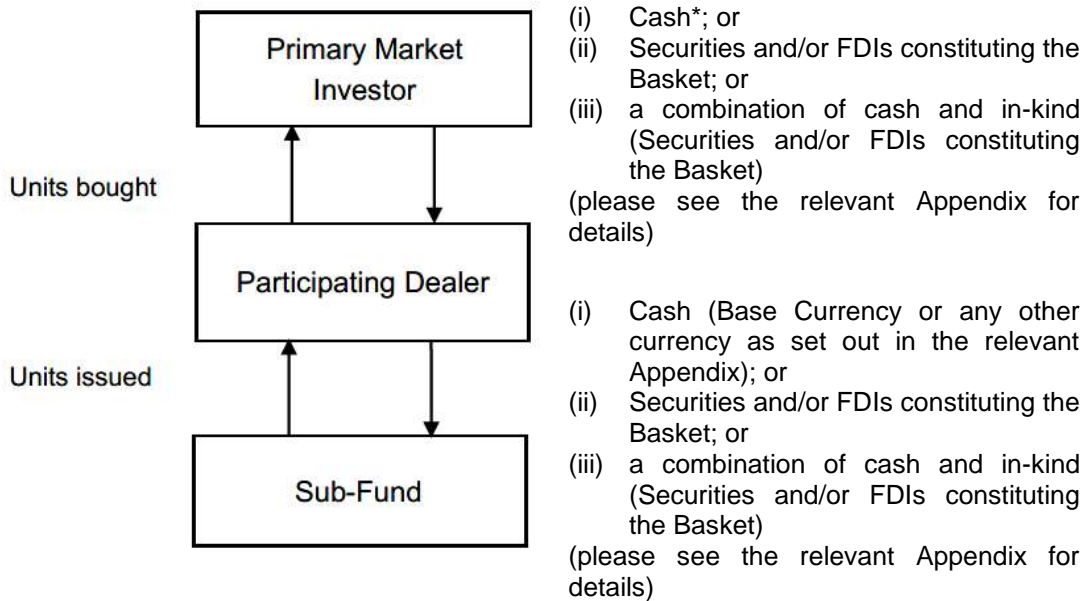 Primary Market
Investor
Units bought
Participating Dealer
Units issued
Sub-Fund
(i) Cash*; or
(ii) Securities and/or FDIs constituting the
Basket; or
(iii) a combination of cash and in-kind
(Securities and/or FDIs constituting
the Basket)
(please see the relevant Appendix for
details)
(i) Cash (Base Currency or any other
currency as set out in the relevant
Appendix); or
(ii) Securities and/or FDIs constituting the
Basket; or
(iii) a combination of cash and in-kind
(Securities and/or FDIs constituting
the Basket)
(please see the relevant Appendix for
details)